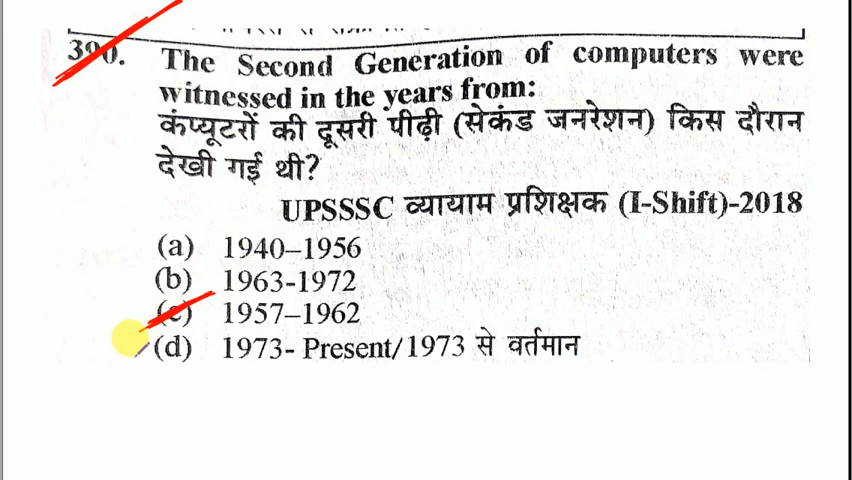 390. The Second Generation of computers were
witnessed in the years from:
कंप्यूटरों की दूसरी पीढ़ी (सेकंड जनरेशन) किस दौरान
देखी गई थी?
UPSSSC व्यायाम प्रशिक्षक (I-Shift)-2018
(a) 1940–1956
(b) 1963-1972
(c) 1957–1962
(d) 1973- Present/1973 से वर्तमान